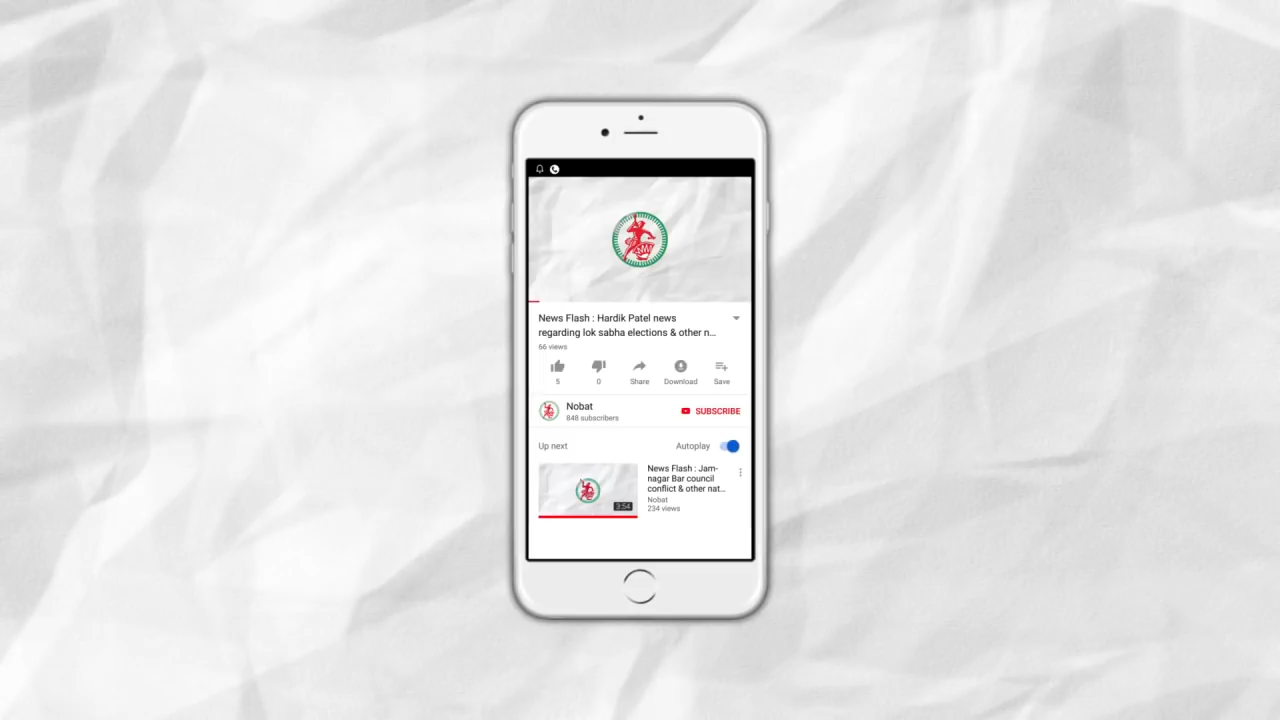 News Flash : Hardik Patel news
regarding lok sabha elections & other n...
66 views
5
0
Share
Download
Save
Nobat
848 subscribers
SUBSCRIBE
Up next
Autoplay
3:54
News Flash : Jam-
nagar Bar council
conflict & other nat...
Nobat
234 views